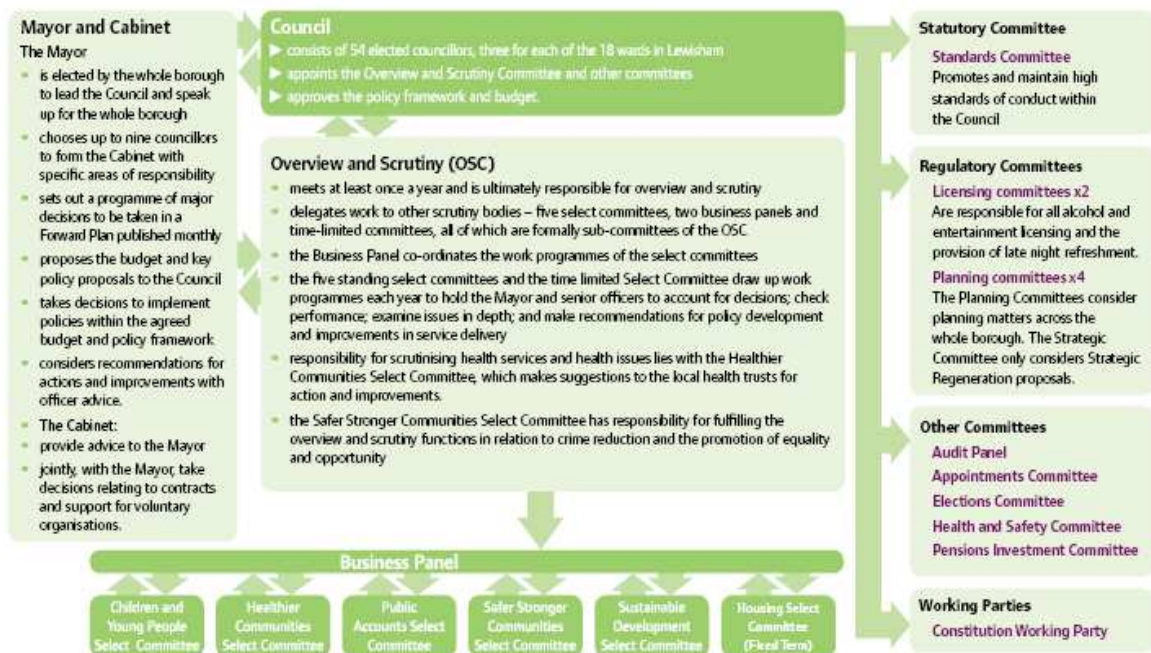 Mayor and Cabinet
The Mayor
• is elected by the whole borough
to lead the Council and speak
up for the whole borough
• chooses up to nine councillors
to form the Cabinet with
specific areas of responsibility
• sets out a programme of major
decisions to be taken in a
Forward Plan published monthly
• proposes the budget and key
policy proposals to the Council
• takes decisions to implement
policies within the agreed
budget and policy framework
• considers recommendations for
actions and improvements with
officer advice.
• The Cabinet:
• provide advice to the Mayor
• jointly, with the Mayor, take
decisions relating to contracts
and support for voluntary
organisations.
Council
▶ consists of 54 elected councillors, three for each of the 18 wards in Lewisham
▶ appoints the Overview and Scrutiny Committee and other committees
▶ approves the policy framework and budget.
Overview and Scrutiny (OSC)
• meets at least once a year and is ultimately responsible for overview and scrutiny
• delegates work to other scrutiny bodies – five select committees, two business panels and
time-limited committees, all of which are formally sub-committees of the OSC
• the Business Panel co-ordinates the work programmes of the select committees
• the five standing select committees and the time limited Select Committee draw up work
programmes each year to hold the Mayor and senior officers to account for decisions; check
performance; examine issues in depth; and make recommendations for policy development
and improvements in service delivery
• responsibility for scrutinising health services and health issues lies with the Healthier
Communities Select Committee, which makes suggestions to the local health trusts for
action and improvements.
• the Safer Stronger Communities Select Committee has responsibility for fulfilling the
overview and scrutiny functions in relation to crime reduction and the promotion of equality
and opportunity
Business Panel
Children and
Young People
Select Committee
Healthier
Communities
Select Committee
Public
Accounts Select
Committee
Safer Stronger
Communities
Select Committee
Sustainable
Development
Select Committee
Housing Select
Committee
(Fixed Term)
Statutory Committee
Standards Committee
Promotes and maintain high
standards of conduct within
the Council
Regulatory Committees
Licensing committees x2
Are responsible for all alcohol and
entertainment licensing and the
provision of late night refreshment.
Planning committees x4
The Planning Committees consider
planning matters across the
whole borough. The Strategic
Committee only considers Strategic
Regeneration proposals.
Other Committees
Audit Panel
Appointments Committee
Elections Committee
Health and Safety Committee
Pensions Investment Committee
Working Parties
Constitution Working Party